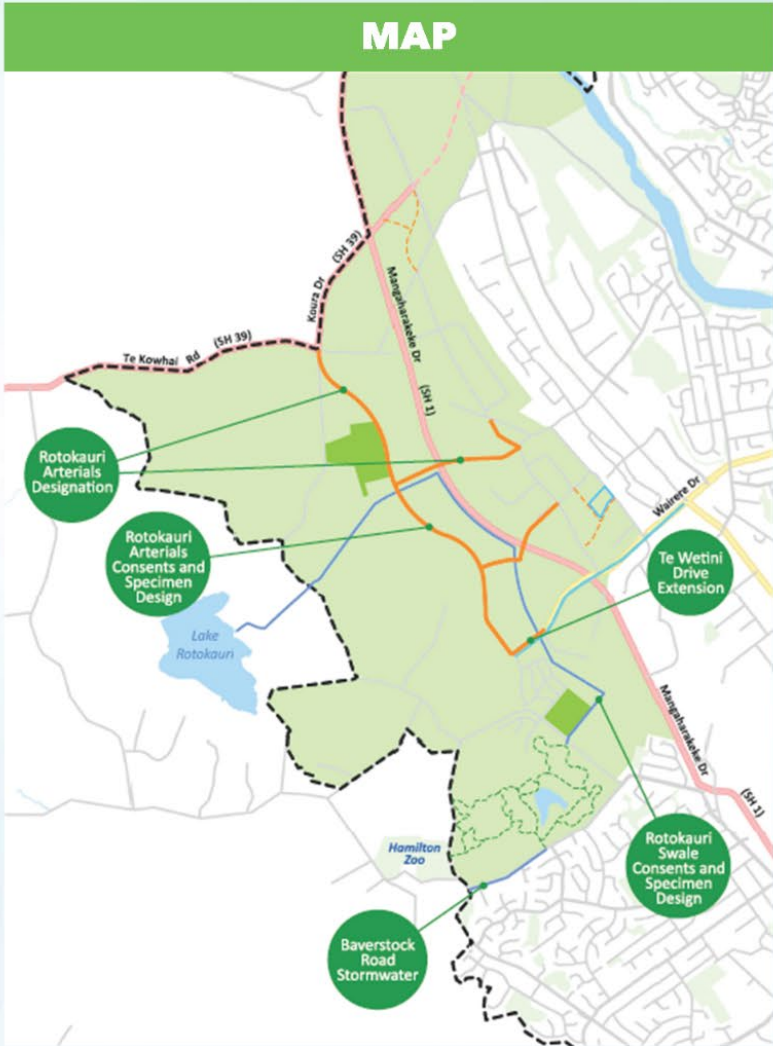 MAP
(SH 39)
Koura Dr
Mangaharakeke Dr
(SH 39)
Te Kowhai Rd
(SH 1)
Rotokauri
Arterials
Designation
Wairere Dr
Rotokauri
Arterials
Consents and
Specimen
Design
Te Wetini
Drive
Extension
Lake
Rotokauri
Mangaharakeke Dr
(SH 1)
Hamilton
Zoo
Rotokauri
Swale
Consents and
Specimen
Design
Baverstock
Road
Stormwater